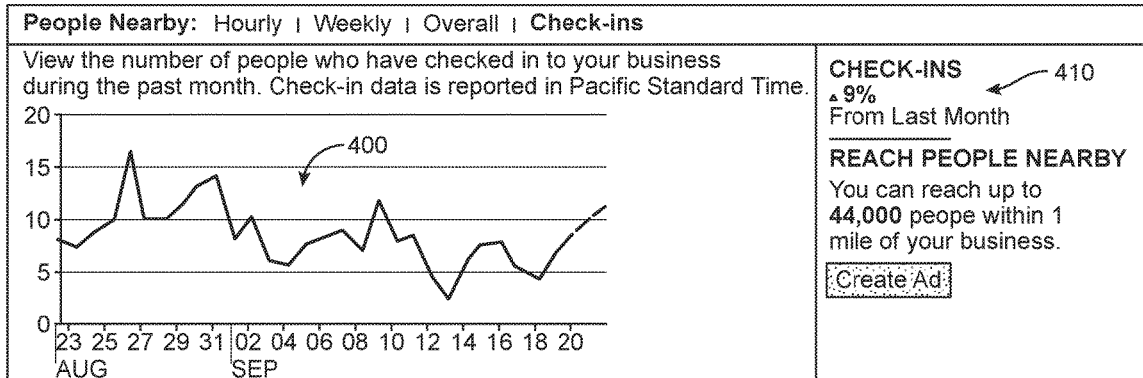 People Nearby: Hourly | Weekly | Overall | Check-ins
View the number of people who have checked in to your business
during the past month. Check-in data is reported in Pacific Standard Time.
20
15
10
5
0
400
23 25 27 29 31 02 04 06 08 10 12 14 16 18 20
AUG SEP
CHECK-INS
▵ 9%
From Last Month
410
REACH PEOPLE NEARBY
You can reach up to
44,000 peope within 1
mile of your business.
Create Ad